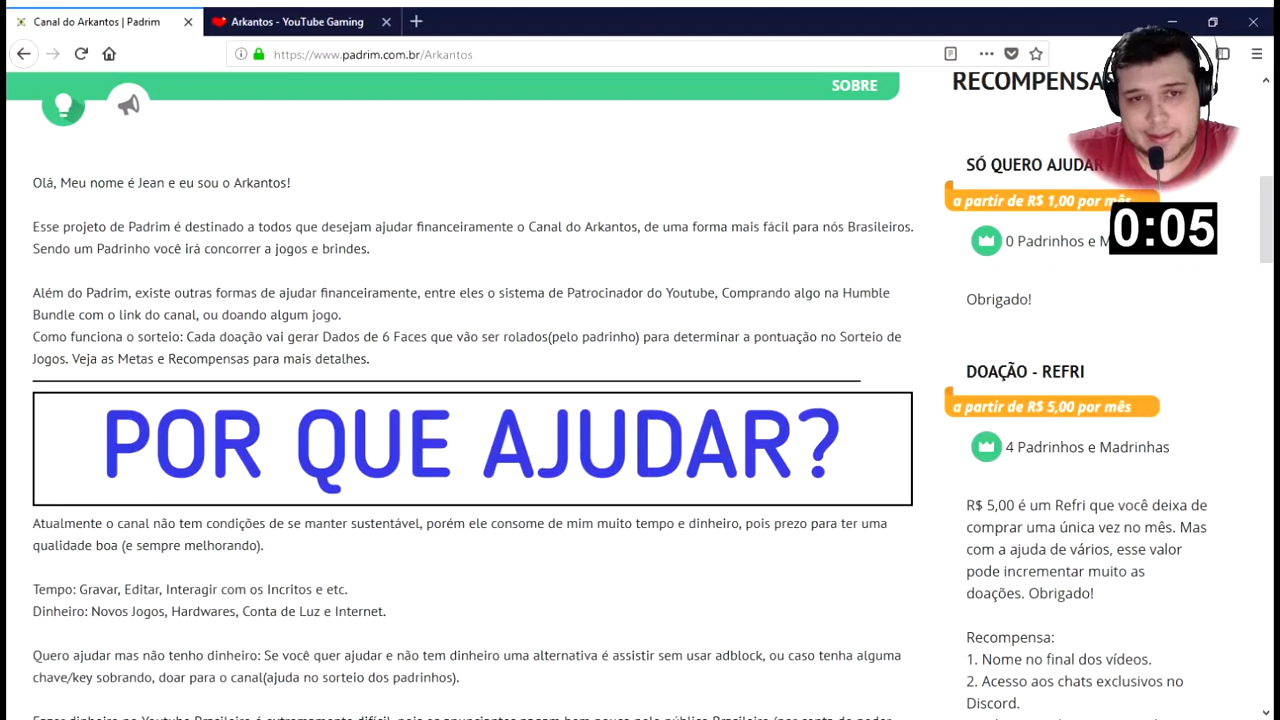 Canal do Arkantos | Padrim
Arkantos - YouTube Gaming
https://www.padrim.com.br/Arkantos
SOBRE
Olá, Meu nome é Jean e eu sou o Arkantos!
Esse projeto de Padrim é destinado a todos que desejam ajudar financeiramente o Canal do Arkantos, de uma forma mais fácil para nós Brasileiros.
Sendo um Padrinho você irá concorrer a jogos e brindes.
Além do Padrim, existe outras formas de ajudar financeiramente, entre eles o sistema de Patrocinador do Youtube, Comprando algo na Humble
Bundle com o link do canal, ou doando algum jogo.
Como funciona o sorteio: Cada doação vai gerar Dados de 6 Faces que vão ser rolados(pelo padrinho) para determinar a pontuação no Sorteio de
Jogos. Veja as Metas e Recompensas para mais detalhes.
POR QUE AJUDAR?
Atualmente o canal não tem condições de se manter sustentável, porém ele consome de mim muito tempo e dinheiro, pois prezo para ter uma
qualidade boa (e sempre melhorando).
Tempo: Gravar, Editar, Interagir com os Incritos e etc.
Dinheiro: Novos Jogos, Hardwares, Conta de Luz e Internet.
Quero ajudar mas não tenho dinheiro: Se você quer ajudar e não tem dinheiro uma alternativa é assistir sem usar adblock, ou caso tenha alguma
chave/key sobrando, doar para o canal(ajuda no sorteio dos padrinhos).
RECOMPENSAS
SÓ QUERO AJUDAR
a partir de R$ 1,00 por mês
0:05
0 Padrinhos e M
Obrigado!
DOAÇÃO - REFRI
a partir de R$ 5,00 por mês
4 Padrinhos e Madrinhas
R$ 5,00 é um Refri que você deixa de
comprar uma única vez no mês. Mas
com a ajuda de vários, esse valor
pode incrementar muito as
doações. Obrigado!
Recompensa:
1. Nome no final dos vídeos.
2. Acesso aos chats exclusivos no
Discord.